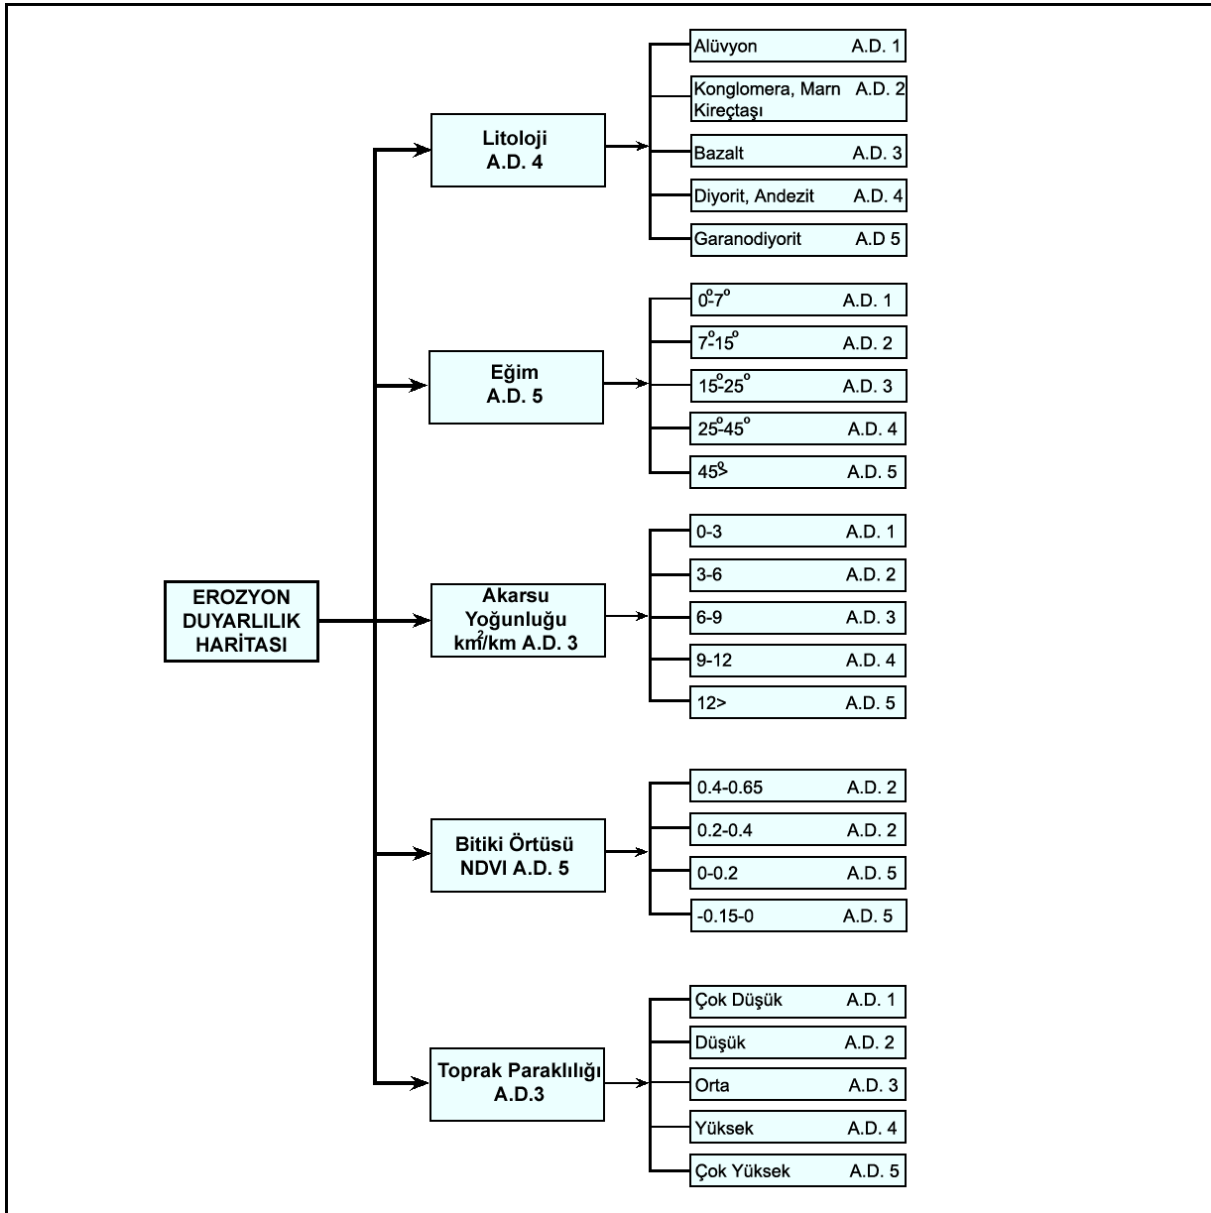 EROZYON
DUYARLILIK
HARİTASI
Litoloji
A.D. 4
Alüvyon A.D. 1
Konglomera, Marn A.D. 2
Kireçtaşı
Bazalt A.D. 3
Diyorit, Andezit A.D. 4
Garanodiyorit A.D 5
Eğim
A.D. 5
0°-7° A.D. 1
7°-15° A.D. 2
15°-25° A.D. 3
25°-45° A.D. 4
45°> A.D. 5
Akarsu
Yoğunluğu
km²/km A.D. 3
0-3 A.D. 1
3-6 A.D. 2
6-9 A.D. 3
9-12 A.D. 4
12> A.D. 5
Bitiki Örtüsü
NDVI A.D. 5
0.4-0.65 A.D. 2
0.2-0.4 A.D. 2
0-0.2 A.D. 5
-0.15-0 A.D. 5
Toprak Paraklılığı
A.D.3
Çok Düşük A.D. 1
Düşük A.D. 2
Orta A.D. 3
Yüksek A.D. 4
Çok Yüksek A.D. 5